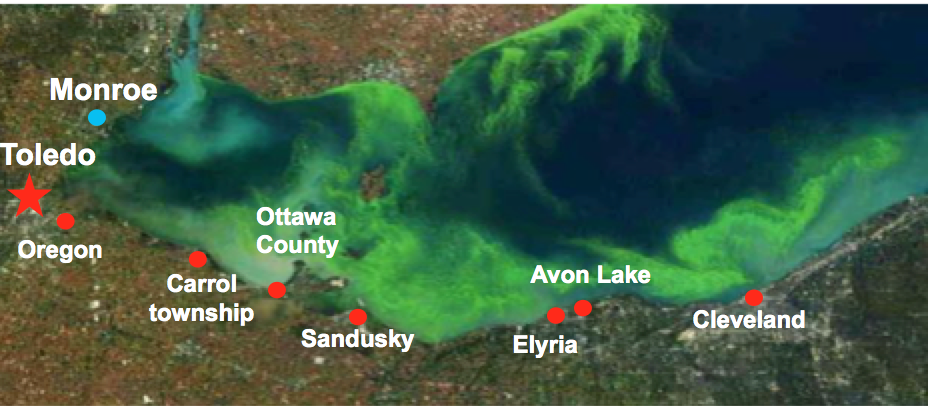 Monroe
Toledo
Oregon
Ottawa
County
Carrol
township
Sandusky
Avon Lake
Elyria
Cleveland